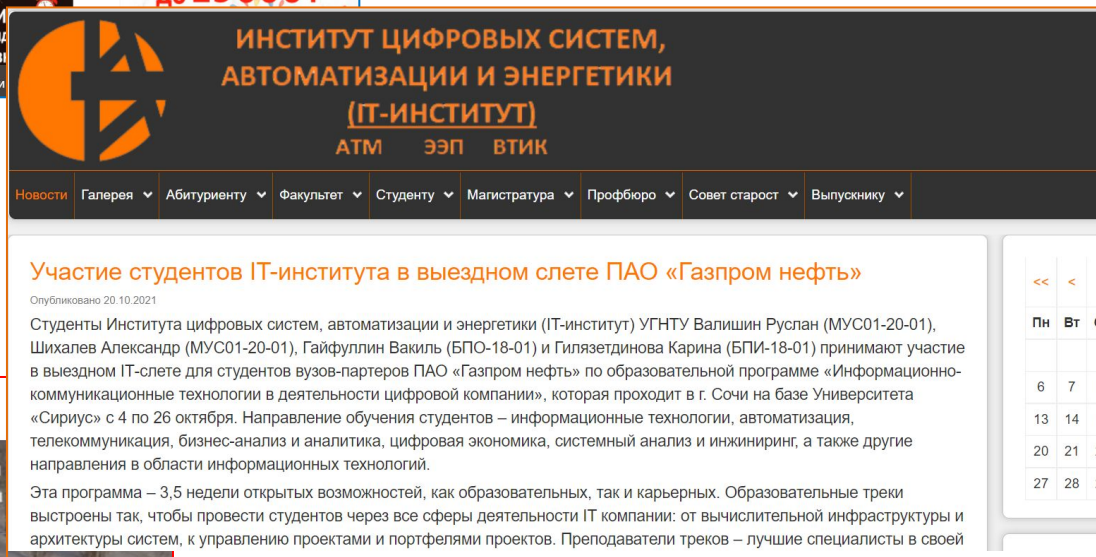 ИНСТИТУТ ЦИФРОВЫХ СИСТЕМ,
АВТОМАТИЗАЦИИ И ЭНЕРГЕТИКИ
(IT-ИНСТИТУТ)
АТМ ЭЭП ВТИК
Новости Галерея Абитуриенту Факультет Студенту Магистратура Профбюро Совет старост Выпускнику
Участие студентов IT-института в выездном слете ПАО «Газпром нефть»
Опубликовано 20.10.2021
Студенты Института цифровых систем, автоматизации и энергетики (IT-институт) УГНТУ Валишин Руслан (МУС01-20-01),
Шихалев Александр (МУС01-20-01), Гайфуллин Вакиль (БПО-18-01) и Гилязетдинова Карина (БПИ-18-01) принимают участие
в выездном IT-слете для студентов вузов-партеров ПАО «Газпром нефть» по образовательной программе «Информационно-
коммуникационные технологии в деятельности цифровой компании», которая проходит в г. Сочи на базе Университета
«Сириус» с 4 по 26 октября. Направление обучения студентов – информационные технологии, автоматизация,
телекоммуникация, бизнес-анализ и аналитика, цифровая экономика, системный анализ и инжиниринг, а также другие
направления в области информационных технологий.
Эта программа – 3,5 недели открытых возможностей, как образовательных, так и карьерных. Образовательные треки
выстроены так, чтобы провести студентов через все сферы деятельности IT компании: от вычислительной инфраструктуры и
архитектуры систем, к управлению проектами и портфелями проектов. Преподаватели треков – лучшие специалисты в своей
<< <
Пн Вт
6 7
13 14
20 21
27 28